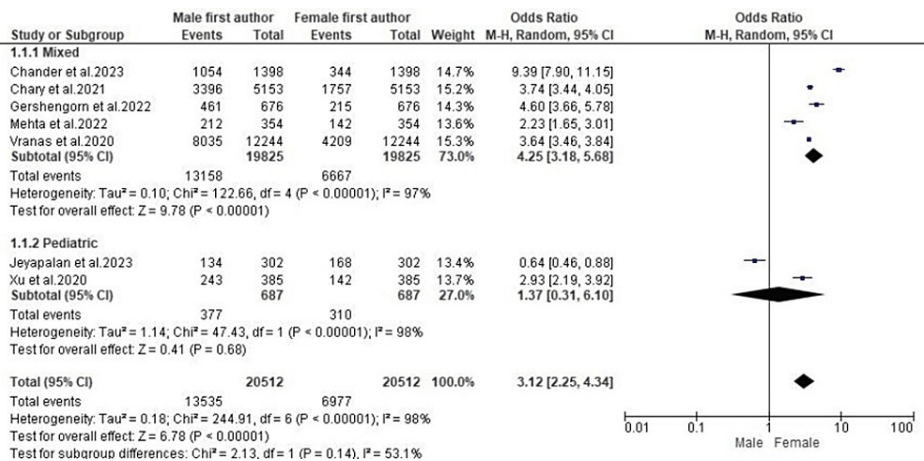 Male first author Female first author Odds Ratio Odds Ratio
Study or Subgroup Events Total Events Total Weight M-H, Random, 95% CI M-H, Random, 95% CI
1.1.1 Mixed
Chander et al.2023 1054 1398 344 1398 14.7% 9.39 [7.90, 11.15]
Chary et al.2021 3396 5153 1757 5153 15.2% 3.74 [3.44, 4.05]
Gershengorn et al.2022 461 676 215 676 14.3% 4.60 [3.66, 5.78]
Mehta et al.2022 212 354 142 354 13.6% 2.23 [1.65, 3.01]
Vranas et al.2020 8035 12244 4209 12244 15.3% 3.64 [3.46, 3.84]
Subtotal (95% CI) 19825 19825 73.0% 4.25 [3.18, 5.68]
Total events 13158 6667
Heterogeneity: Tau² = 0.10; Chi² = 122.66, df = 4 (P < 0.00001); I² = 97%
Test for overall effect: Z = 9.78 (P < 0.00001)
1.1.2 Pediatric
Jeyapalan et al.2023 134 302 168 302 13.4% 0.64 [0.46, 0.88]
Xu et al.2020 243 385 142 385 13.7% 2.93 [2.19, 3.92]
Subtotal (95% CI) 687 687 27.0% 1.37 [0.31, 6.10]
Total events 377 310
Heterogeneity: Tau² = 1.14; Chi² = 47.43, df = 1 (P < 0.00001); I² = 98%
Test for overall effect: Z = 0.41 (P = 0.68)
Total (95% CI) 20512 20512 100.0% 3.12 [2.25, 4.34]
Total events 13535 6977
Heterogeneity: Tau² = 0.18; Chi² = 244.91, df = 6 (P < 0.00001); I² = 98%
Test for overall effect: Z = 6.78 (P < 0.00001)
Test for subgroup differences: Chi² = 2.13, df = 1 (P = 0.14), I² = 53.1%
0.01 0.1 1 10 100
Male Female